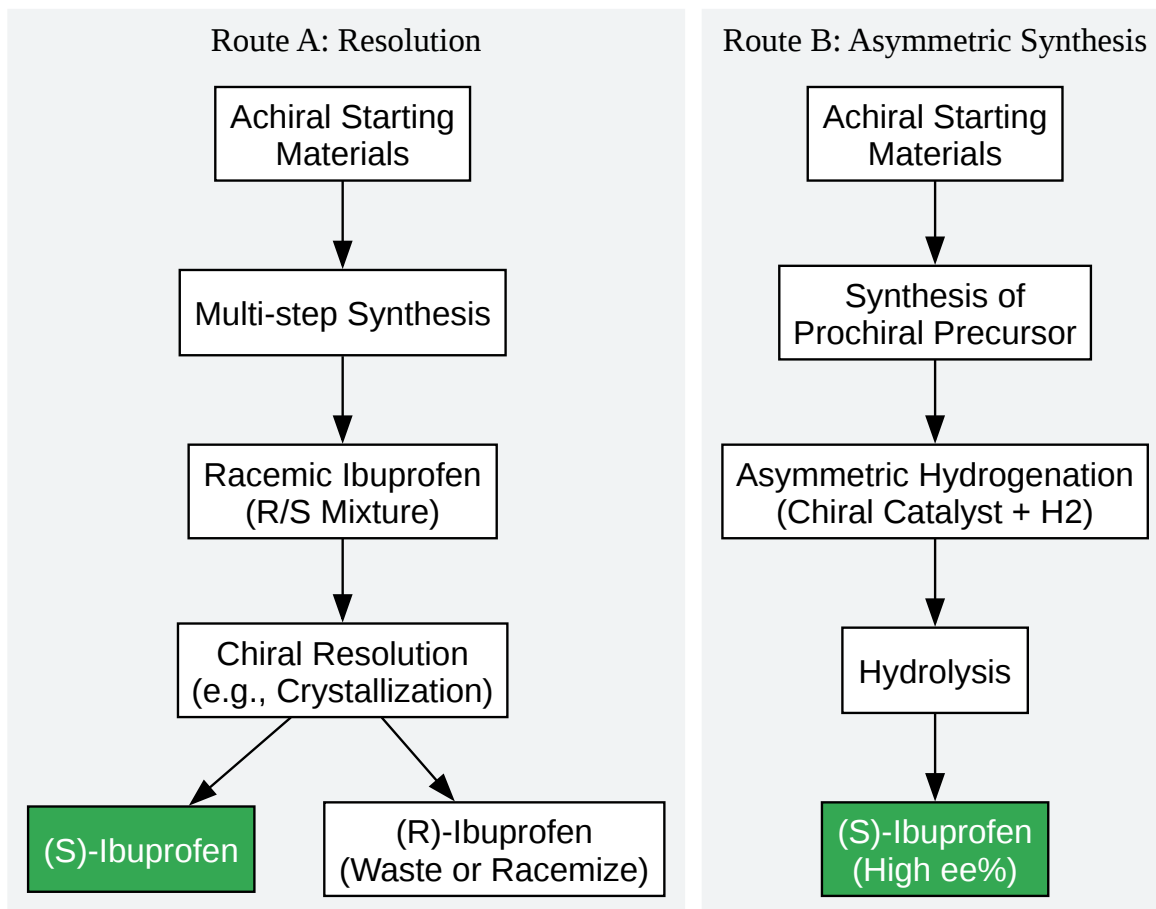 Route A: Resolution
Achiral Starting
Materials
Multi-step Synthesis
Racemic Ibuprofen
(R/S Mixture)
Chiral Resolution
(e.g., Crystallization)
(S)-Ibuprofen
(R)-Ibuprofen
(Waste or Racemize)
Route B: Asymmetric Synthesis
Achiral Starting
Materials
Synthesis of
Prochiral Precursor
Asymmetric Hydrogenation
(Chiral Catalyst + H2)
Hydrolysis
(S)-Ibuprofen
(High ee%)